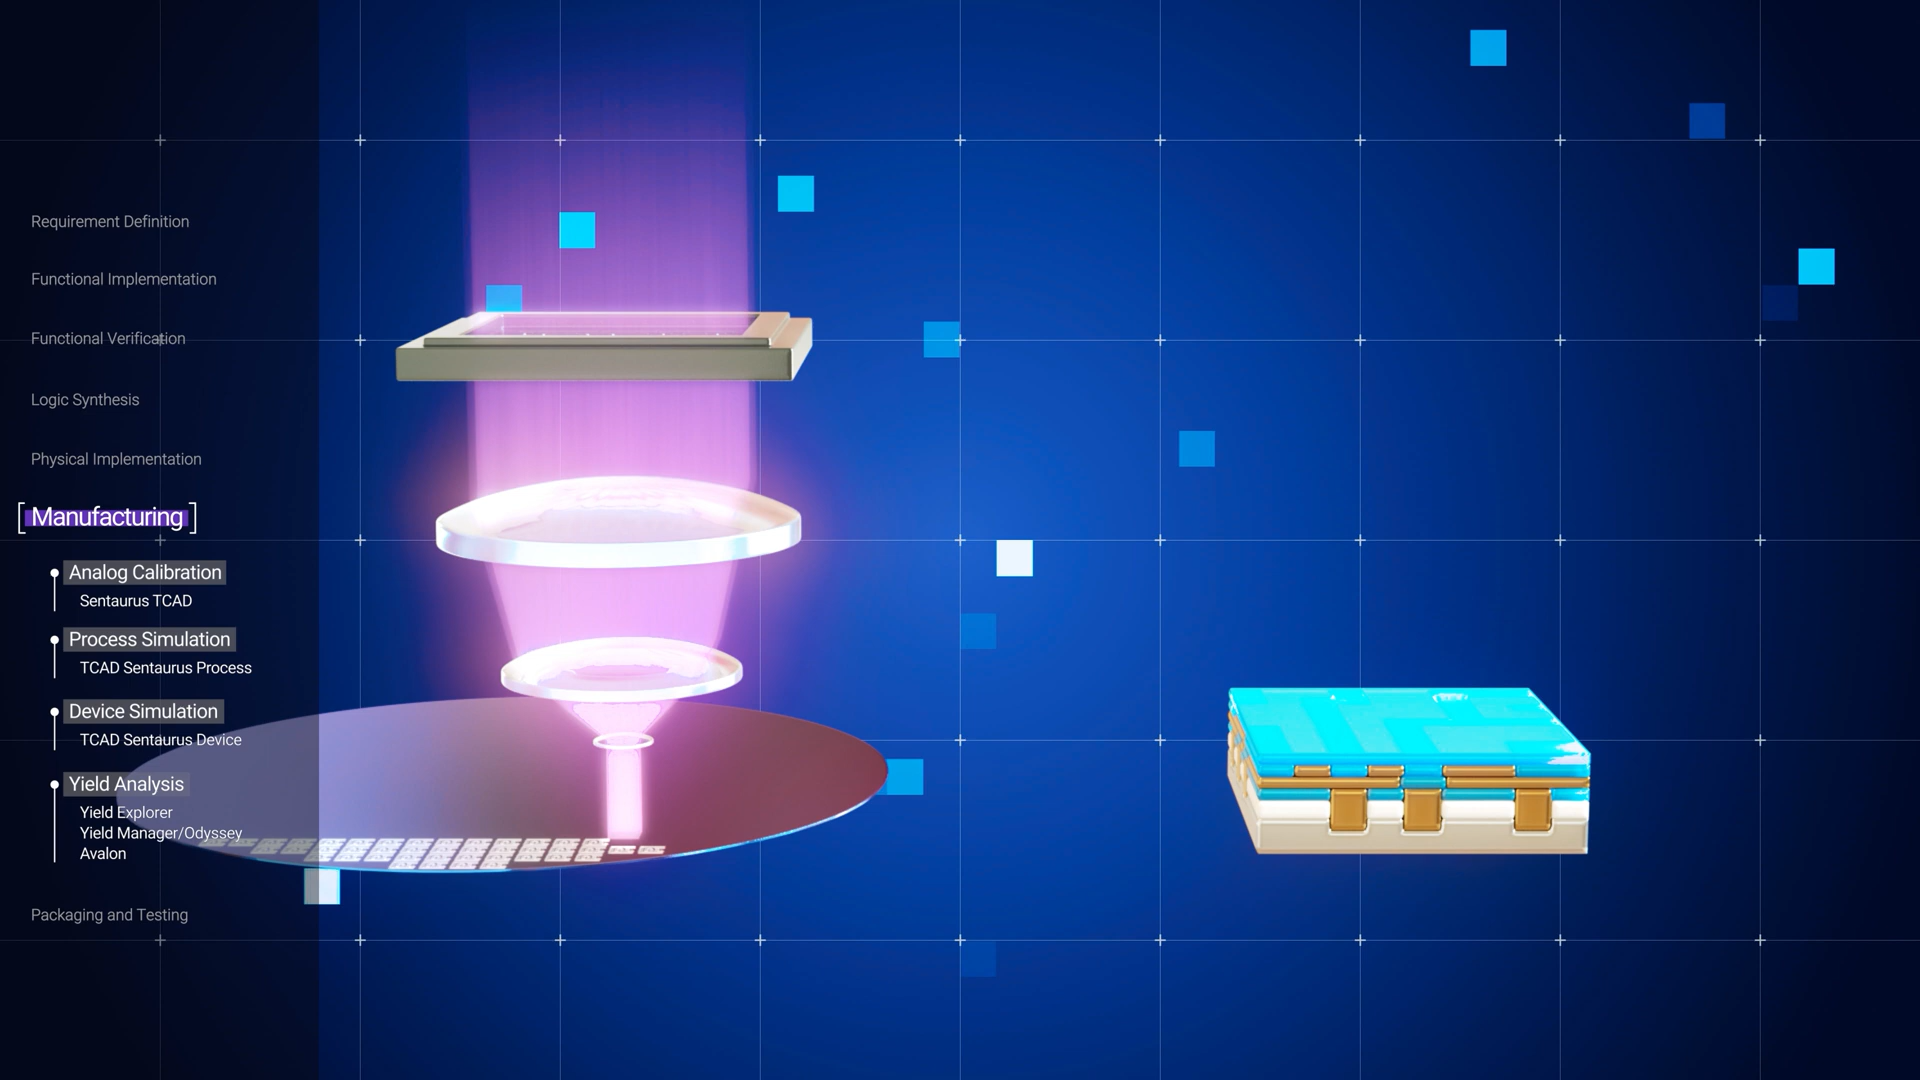 Requirement Definition
Functional Implementation
Functional Verification
Logic Synthesis
Physical Implementation
[Manufacturing]
Analog Calibration
Sentaurus TCAD
Process Simulation
TCAD Sentaurus Process
Device Simulation
TCAD Sentaurus Device
Yield Analysis
Yield Explorer
Yield Manager/Odyssey
Avalon
Packaging and Testing